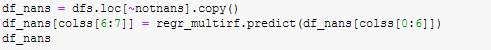 df_nans = dfs.loc[~notnans].copy()
df_nans[colss[6:7]] = regr_multirf.predict(df_nans[colss[0:6]])
df_nans